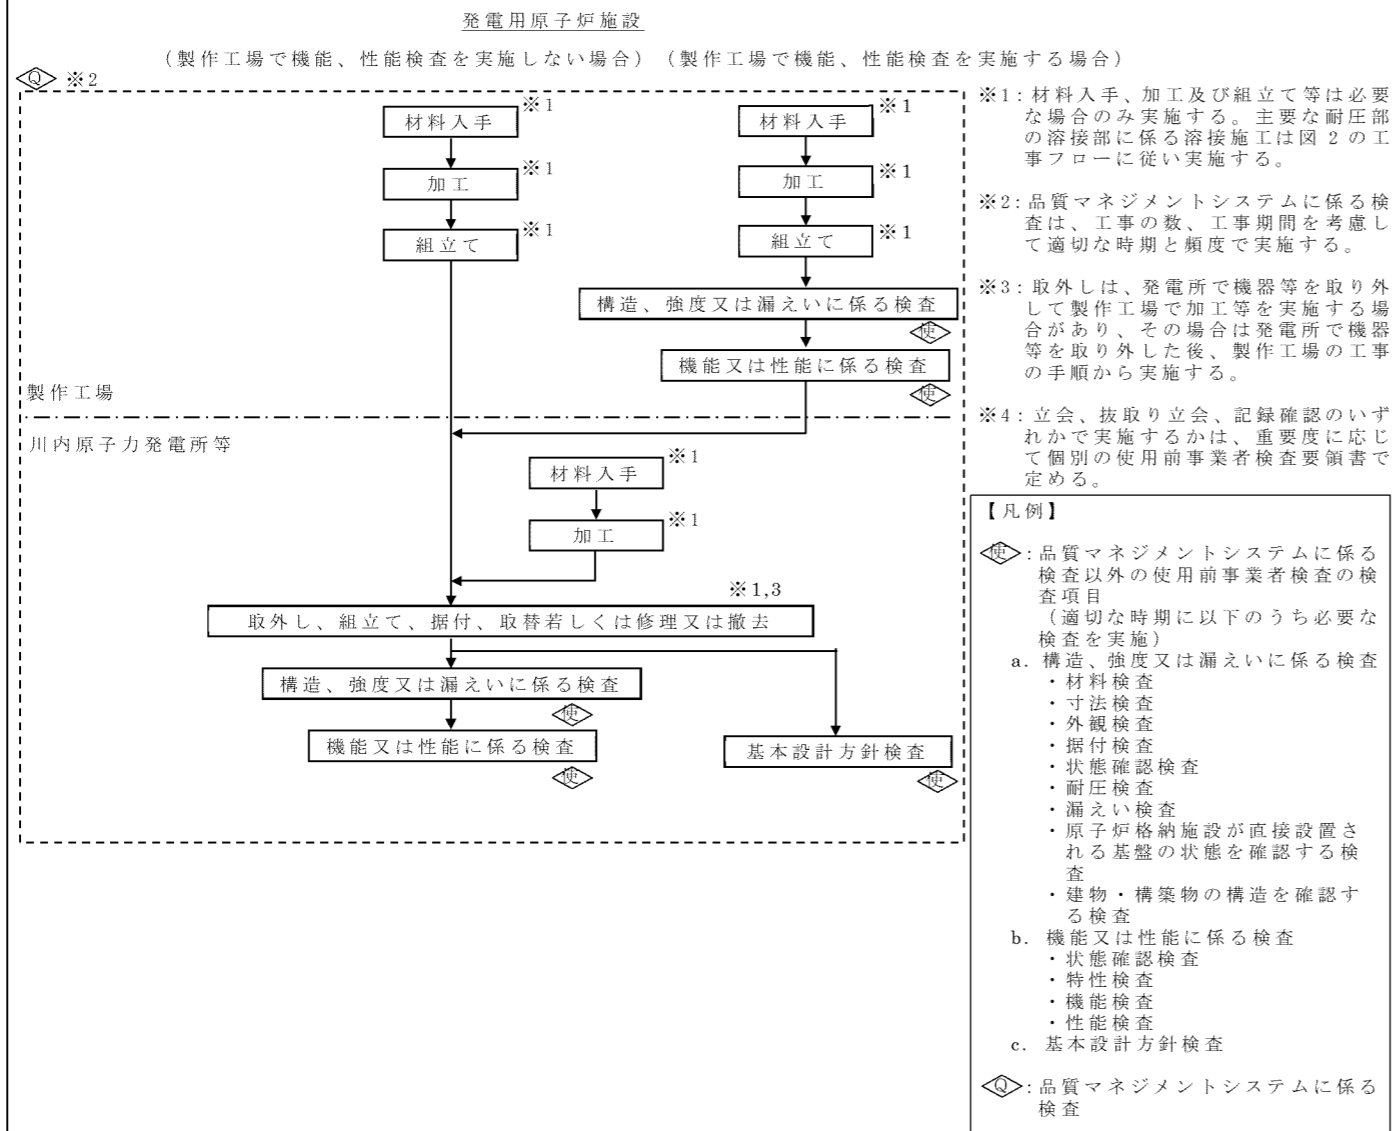 発電用原子炉施設
（製作工場で機能、性能検査を実施しない場合）（製作工場で機能、性能検査を実施する場合）
Q ※2
材料入手 ※1
加工 ※1
組立て ※1
材料入手 ※1
加工 ※1
組立て ※1
構造、強度又は漏えいに係る検査
使
機能又は性能に係る検査
使
製作工場
川内原子力発電所等
材料入手 ※1
加工 ※1
※1,3
取外し、組立て、据付、取替若しくは修理又は撤去
構造、強度又は漏えいに係る検査
使
機能又は性能に係る検査
使
基本設計方針検査
使
※1：材料入手、加工及び組立て等は必要
な場合のみ実施する。主要な耐圧部
の溶接部に係る溶接施工は図 2 の工
事フローに従い実施する。
※2：品質マネジメントシステムに係る検
査は、工事の数、工事期間を考慮し
て適切な時期と頻度で実施する。
※3：取外しは、発電所で機器等を取り外
して製作工場で加工等を実施する場
合があり、その場合は発電所で機器
等を取り外した後、製作工場の工事
の手順から実施する。
※4：立会、抜取り立会、記録確認のいず
れかで実施するかは、重要度に応じ
て個別の使用前事業者検査要領書で
定める。
【凡例】
使：品質マネジメントシステムに係る
検査以外の使用前事業者検査の検
査項目
（適切な時期に以下のうち必要な
検査を実施）
a. 構造、強度又は漏えいに係る検査
・材料検査
・寸法検査
・外観検査
・据付検査
・状態確認検査
・耐圧検査
・漏えい検査
・原子炉格納施設が直接設置さ
れる基盤の状態を確認する検
査
・建物・構築物の構造を確認す
る検査
b. 機能又は性能に係る検査
・状態確認検査
・特性検査
・機能検査
・性能検査
c. 基本設計方針検査
Q：品質マネジメントシステムに係る
検査